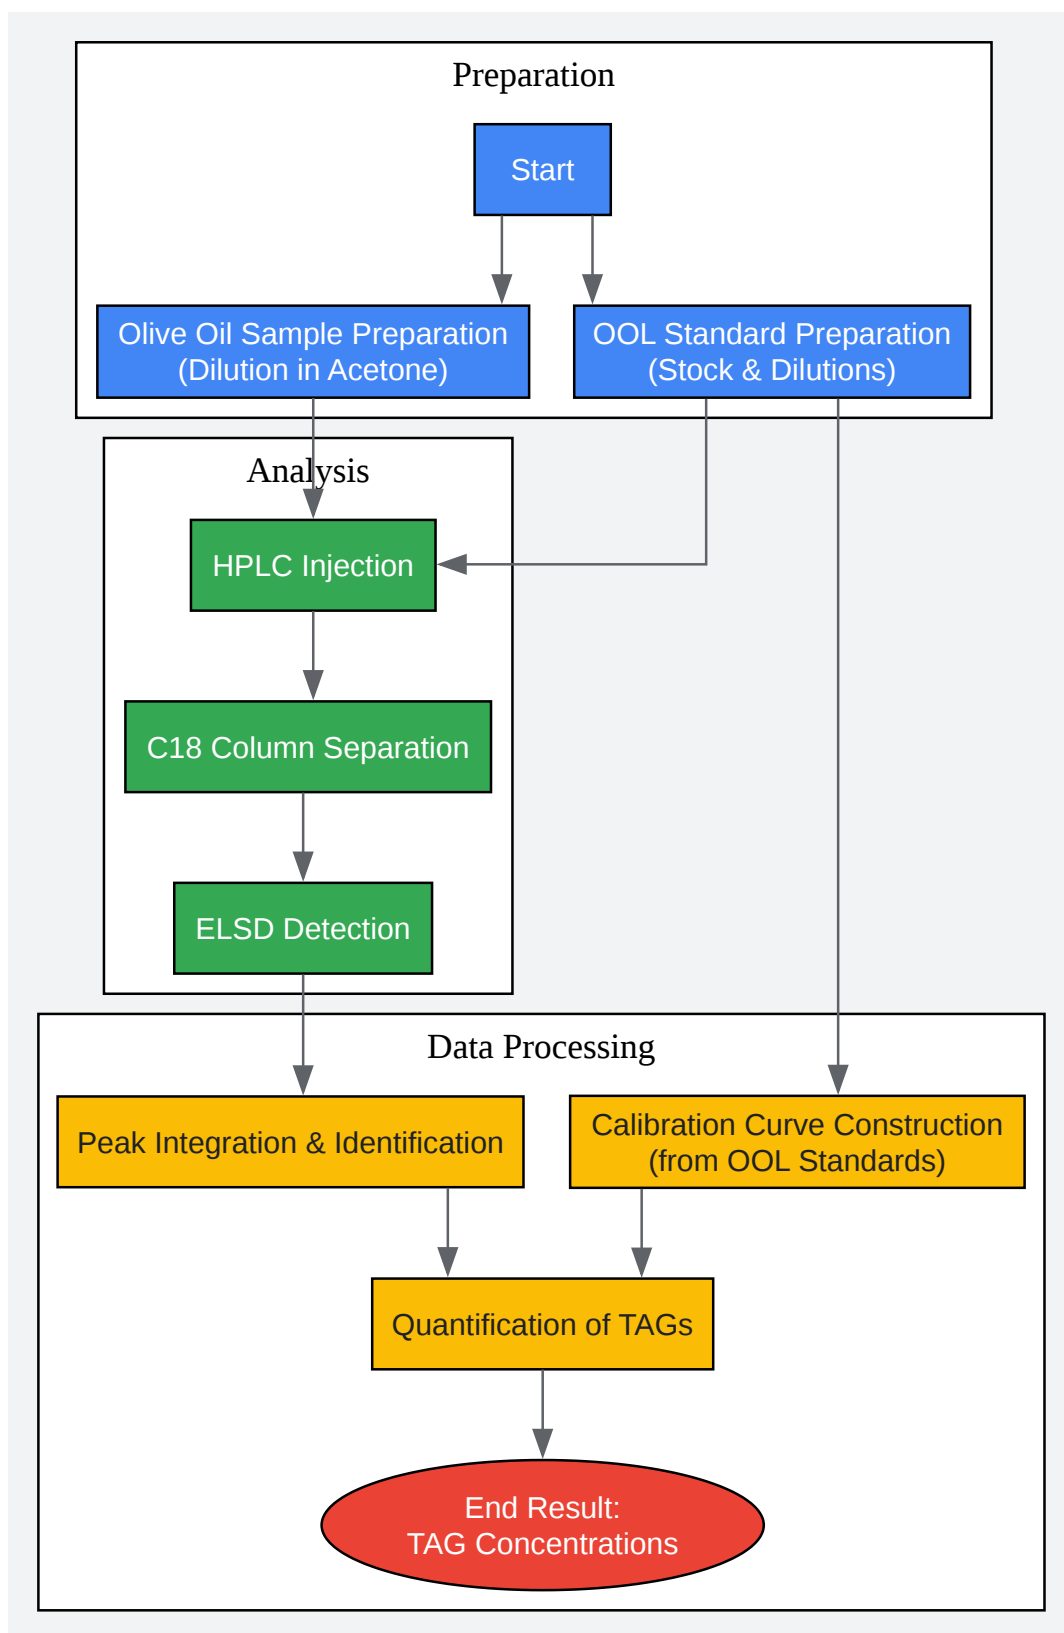 Preparation
Start
Olive Oil Sample Preparation
(Dilution in Acetone)
OOL Standard Preparation
(Stock & Dilutions)
Analysis
HPLC Injection
C18 Column Separation
ELSD Detection
Data Processing
Peak Integration & Identification
Calibration Curve Construction
(from OOL Standards)
Quantification of TAGs
End Result:
TAG Concentrations